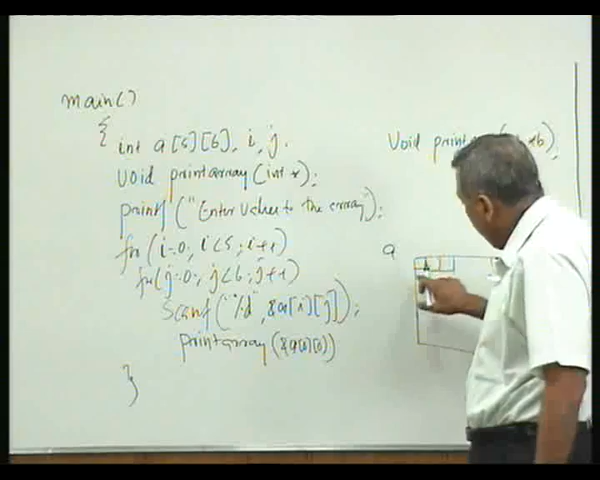 main()
{
int a[5][6], i, j.
void printarray(int *);
printf ("Enter values to the array");
for (i=0, i<5; i++)
for (j=0, j<6; j++)
scanf ("%d", &a[i][j]);
printarray (&a[0][0])
}
Void print *b);
a